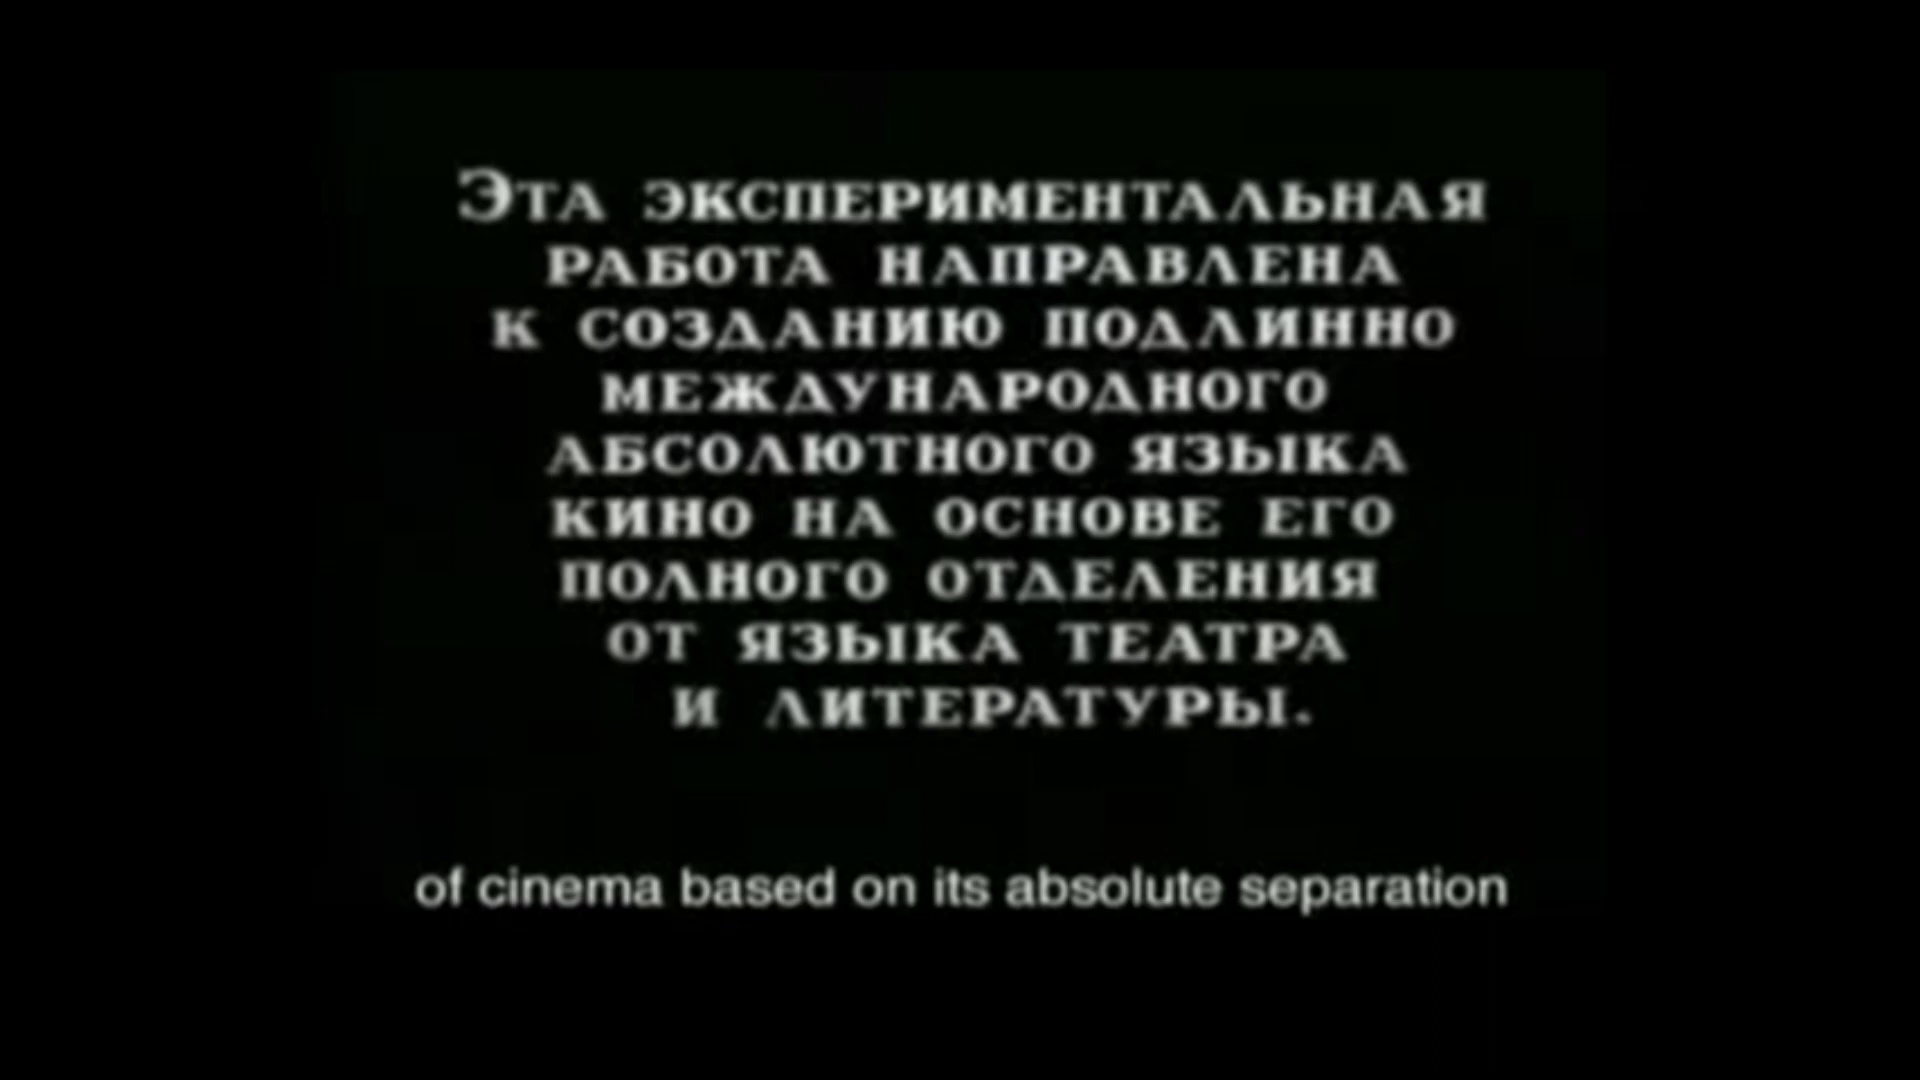 Эта экспериментальная
работа направлена
к созданию подлинно
международного
абсолютного языка
кино на основе его
полного отделения
от языка театра
и литературы.
of cinema based on its absolute separation